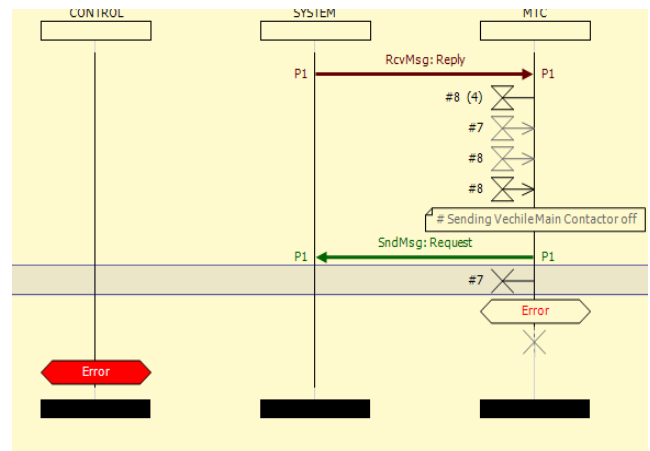 CONTROL SYSTEM MTC
RcvMsg: Reply
P1 P1
#8 (4)
#7
#8
#8
# Sending VechileMain Contactor off
SndMsg: Request
P1 P1
#7
Error
Error